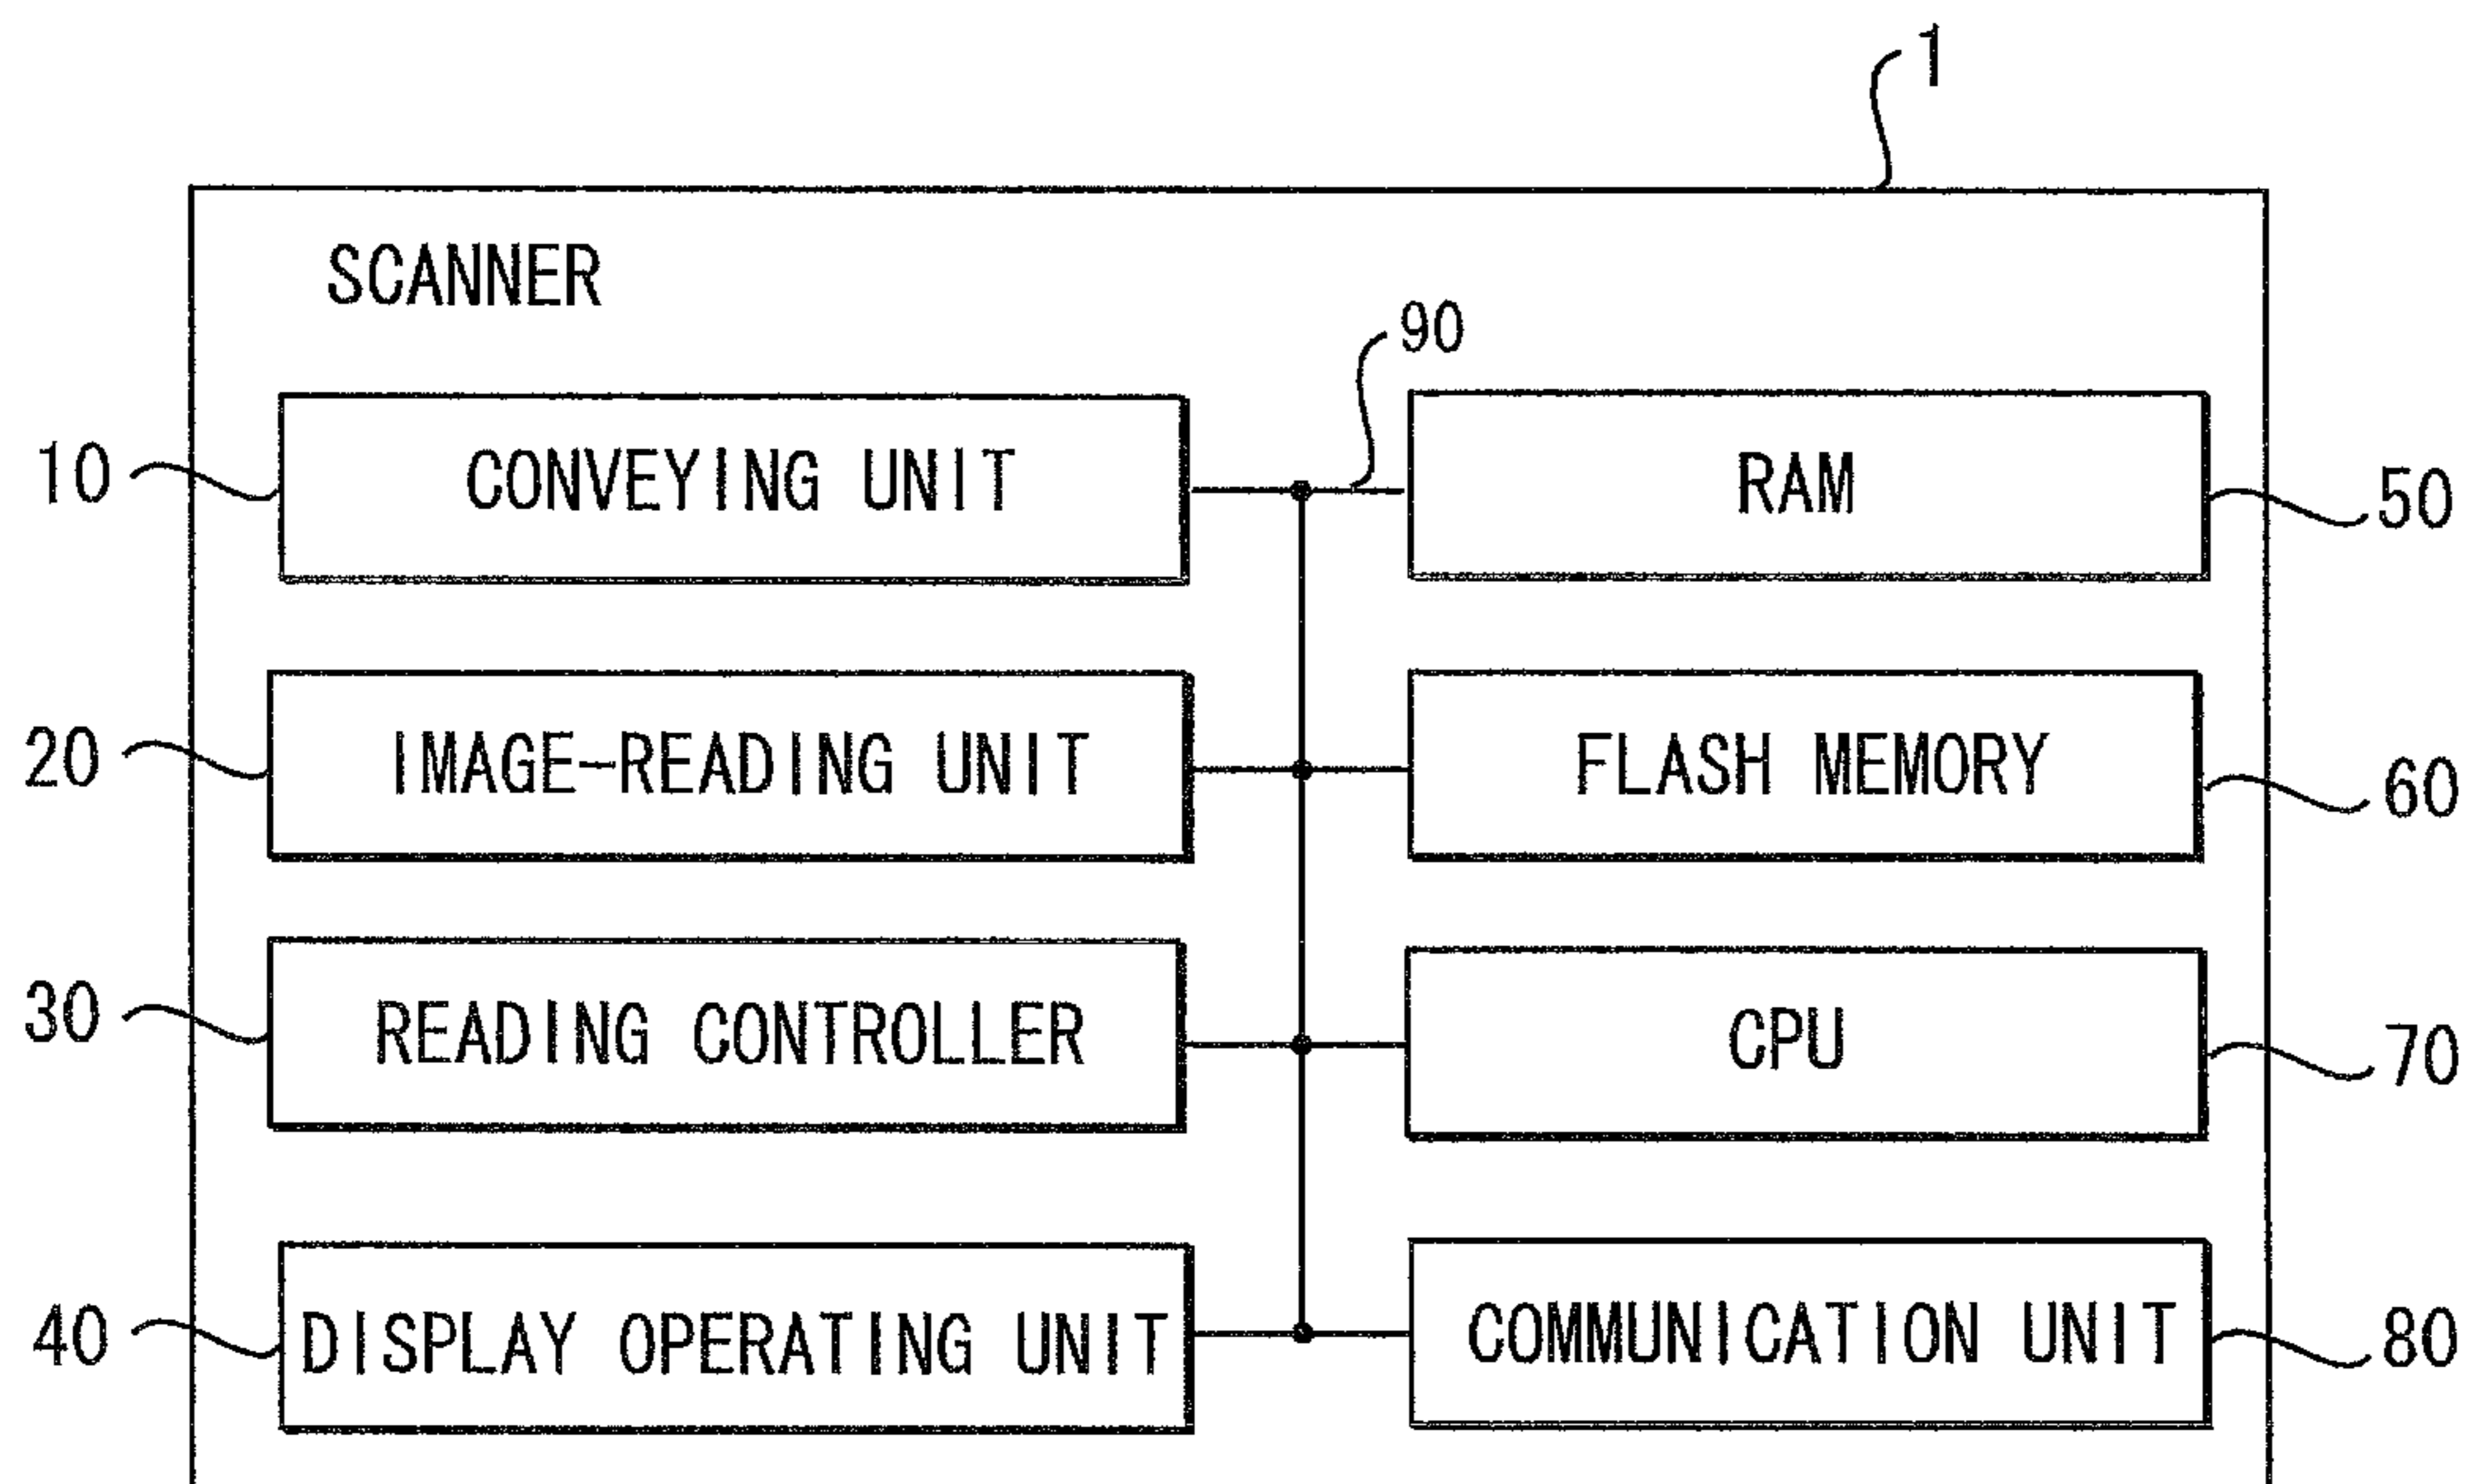 1
SCANNER
90
10 CONVEYING UNIT RAM 50
20 IMAGE-READING UNIT FLASH MEMORY 60
30 READING CONTROLLER CPU 70
40 DISPLAY OPERATING UNIT COMMUNICATION UNIT 80